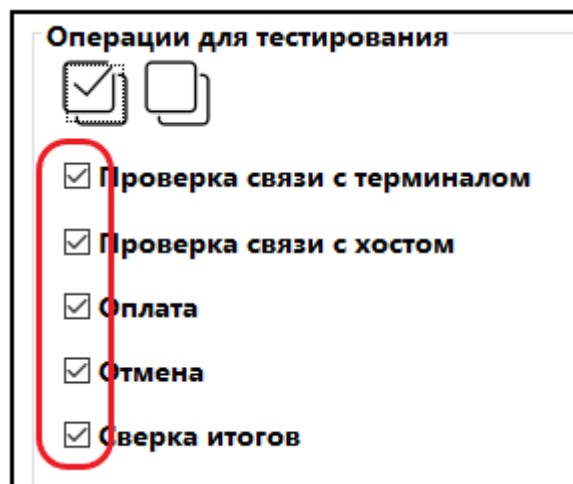 Операции для тестирования
Проверка связи с терминалом
Проверка связи с хостом
Оплата
Отмена
Сверка итогов